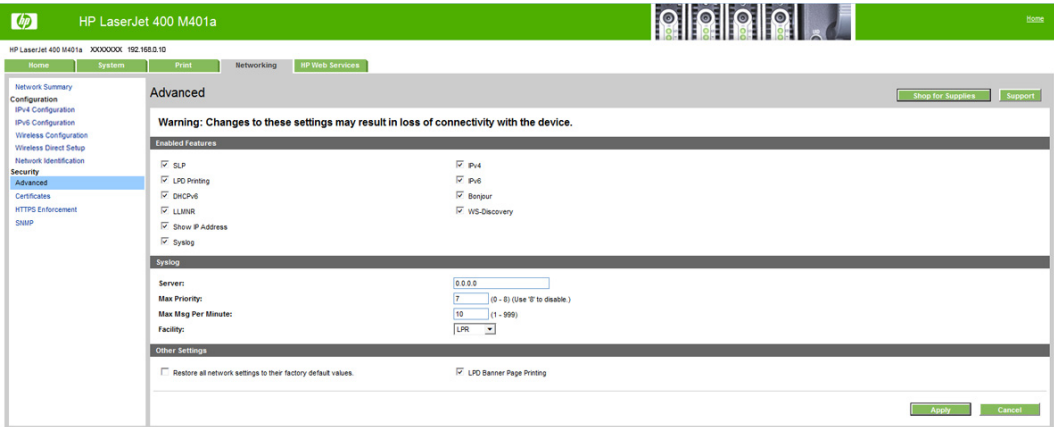 hp HP LaserJet 400 M401a Home
HP LaserJet 400 M401a XXXXXXX 192.168.0.10
Home System Print Networking HP Web Services
Network Summary
Configuration
IPv4 Configuration
IPv6 Configuration
Wireless Configuration
Wireless Direct Setup
Network Identification
Security
Advanced
Certificates
HTTPS Enforcement
SNMP
Advanced Shop for Supplies Support
Warning: Changes to these settings may result in loss of connectivity with the device.
Enabled Features
SLP IPv4
LPD Printing IPv6
DHCPv6 Bonjour
LLMNR WS-Discovery
Show IP Address
Syslog
Syslog
Server: 0.0.0.0
Max Priority: 7 (0 - 8) (Use '8' to disable.)
Max Msg Per Minute: 10 (1 - 999)
Facility: LPR
Other Settings
Restore all network settings to their factory default values. LPD Banner Page Printing
Apply Cancel